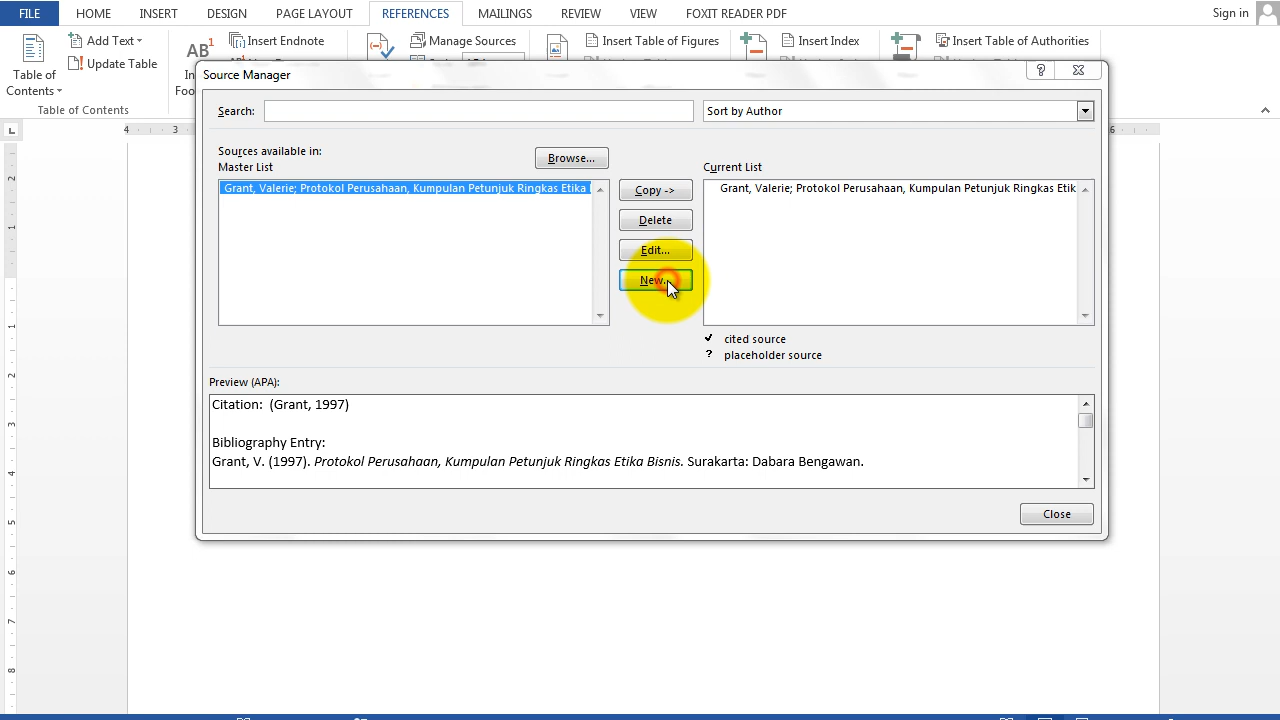 FILE HOME INSERT DESIGN PAGE LAYOUT REFERENCES MAILINGS REVIEW VIEW FOXIT READER PDF Sign in
Add Text AB1 Insert Endnote Manage Sources Insert Table of Figures Insert Index Insert Table of Authorities
Update Table
Table of
Contents
Table of Contents
Source Manager
Search: Sort by Author
Sources available in:
Master List Browse... Current List
Grant, Valerie; Protokol Perusahaan, Kumpulan Petunjuk Ringkas Etika Copy -> Grant, Valerie; Protokol Perusahaan, Kumpulan Petunjuk Ringkas Etik
Delete
Edit...
New...
cited source
? placeholder source
Preview (APA):
Citation: (Grant, 1997)
Bibliography Entry:
Grant, V. (1997). Protokol Perusahaan, Kumpulan Petunjuk Ringkas Etika Bisnis. Surakarta: Dabara Bengawan.
Close